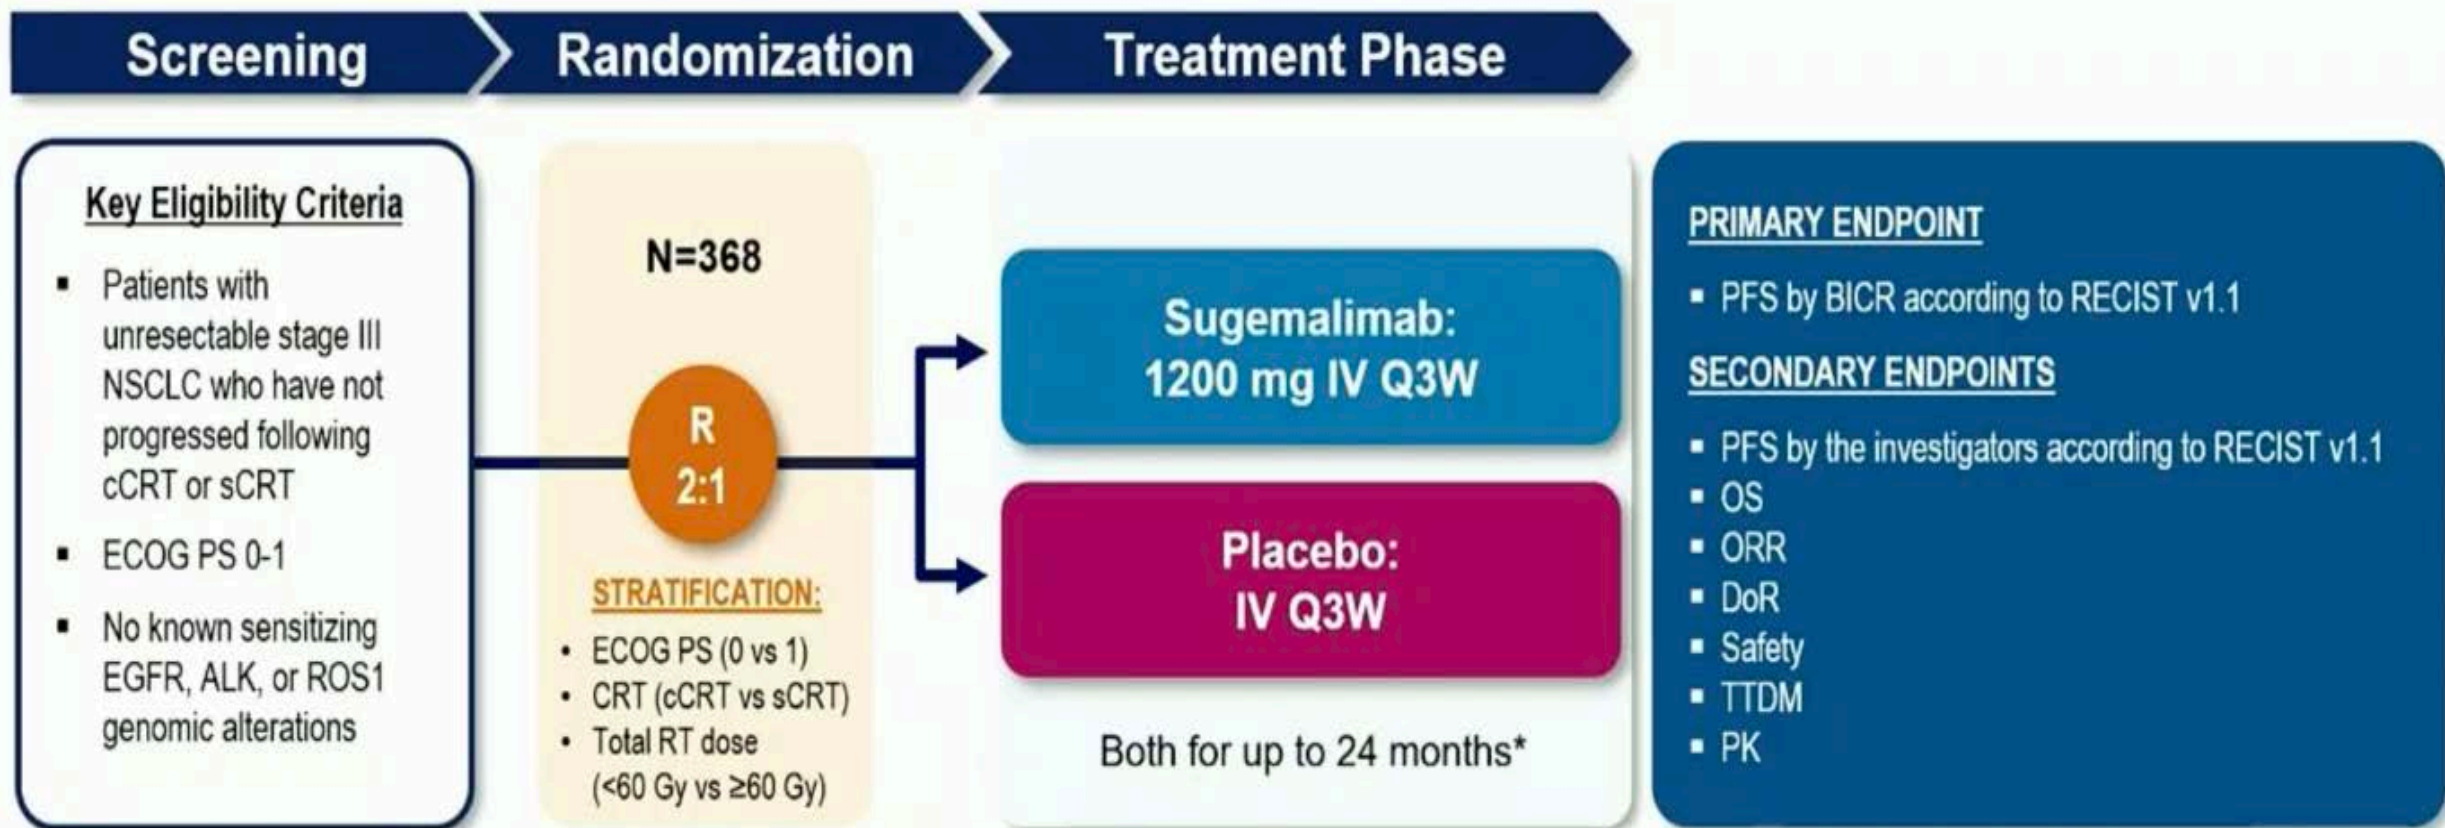 Screening
Randomization
Treatment Phase
Key Eligibility Criteria
▪ Patients with
unresectable stage III
NSCLC who have not
progressed following
cCRT or sCRT
▪ ECOG PS 0-1
▪ No known sensitizing
EGFR, ALK, or ROS1
genomic alterations
N=368
R
2:1
STRATIFICATION:
• ECOG PS (0 vs 1)
• CRT (cCRT vs sCRT)
• Total RT dose
(<60 Gy vs ≥60 Gy)
Sugemalimab:
1200 mg IV Q3W
Placebo:
IV Q3W
Both for up to 24 months*
PRIMARY ENDPOINT
▪ PFS by BICR according to RECIST v1.1
SECONDARY ENDPOINTS
▪ PFS by the investigators according to RECIST v1.1
▪ OS
▪ ORR
▪ DoR
▪ Safety
▪ TTDM
▪ PK